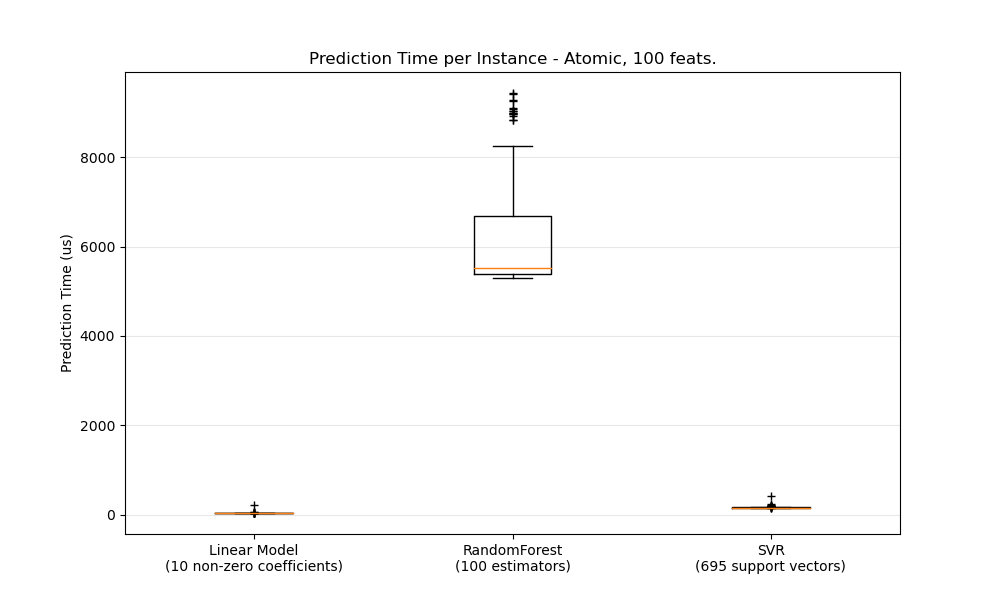 Prediction Time per Instance - Atomic, 100 feats.
Prediction Time (us)
8000
6000
4000
2000
0
Linear Model
(10 non-zero coefficients)
RandomForest
(100 estimators)
SVR
(695 support vectors)